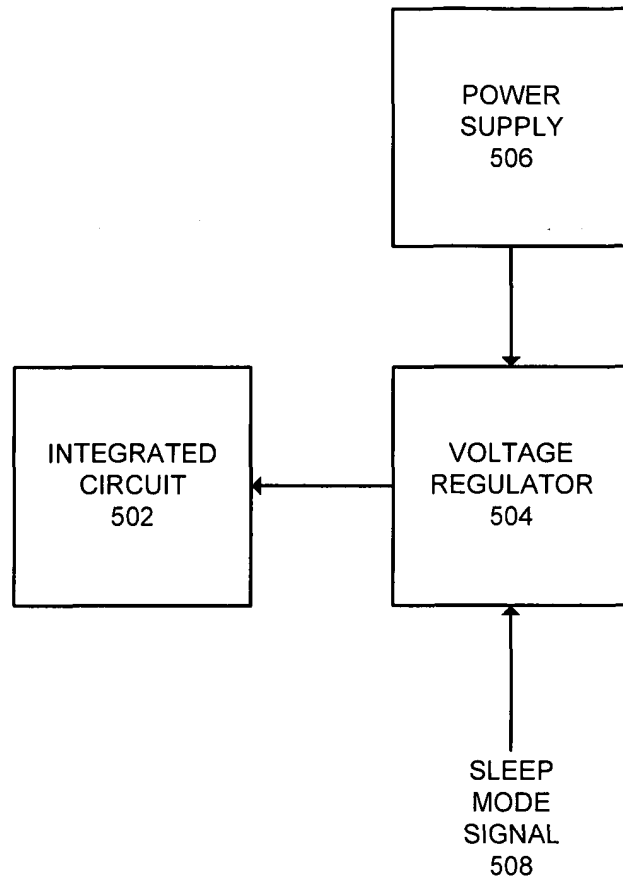 POWER
SUPPLY
506
INTEGRATED
CIRCUIT
502
VOLTAGE
REGULATOR
504
SLEEP
MODE
SIGNAL
508